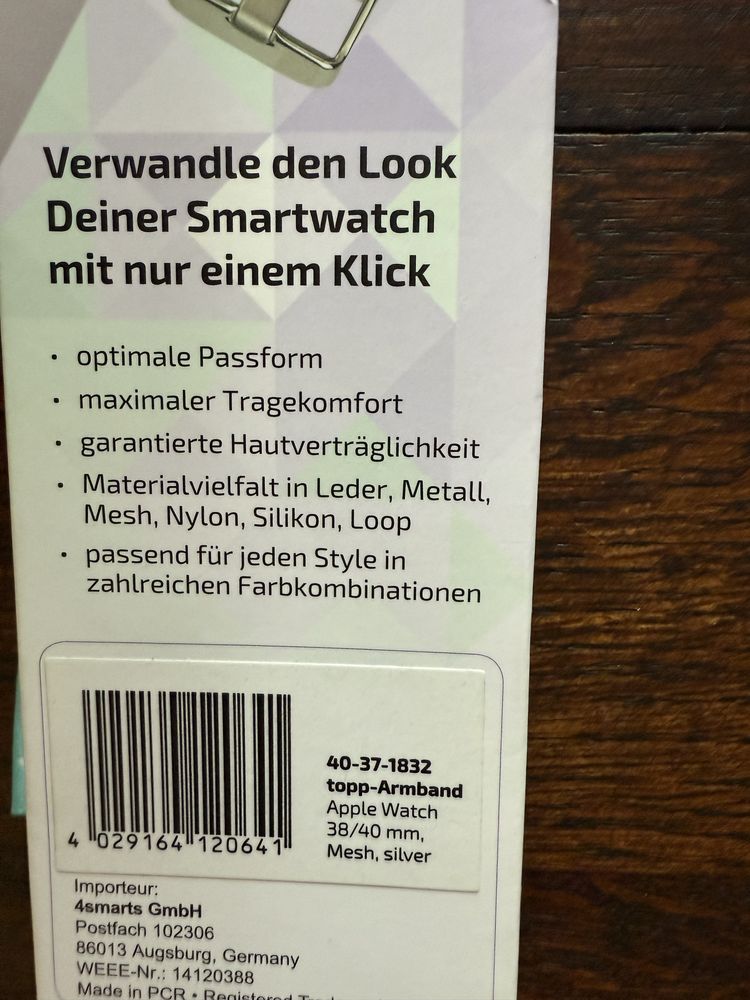 Verwandle den Look
Deiner Smartwatch
mit nur einem Klick
• optimale Passform
• maximaler Tragekomfort
• garantierte Hautverträglichkeit
• Materialvielfalt in Leder, Metall,
Mesh, Nylon, Silikon, Loop
• passend für jeden Style in
zahlreichen Farbkombinationen
40-37-1832
topp-Armband
Apple Watch
38/40 mm,
Mesh, silver
4 029164 120641
Importeur:
4smarts GmbH
Postfach 102306
86013 Augsburg, Germany
WEEE-Nr.: 14120388
Made in PCR • Registered